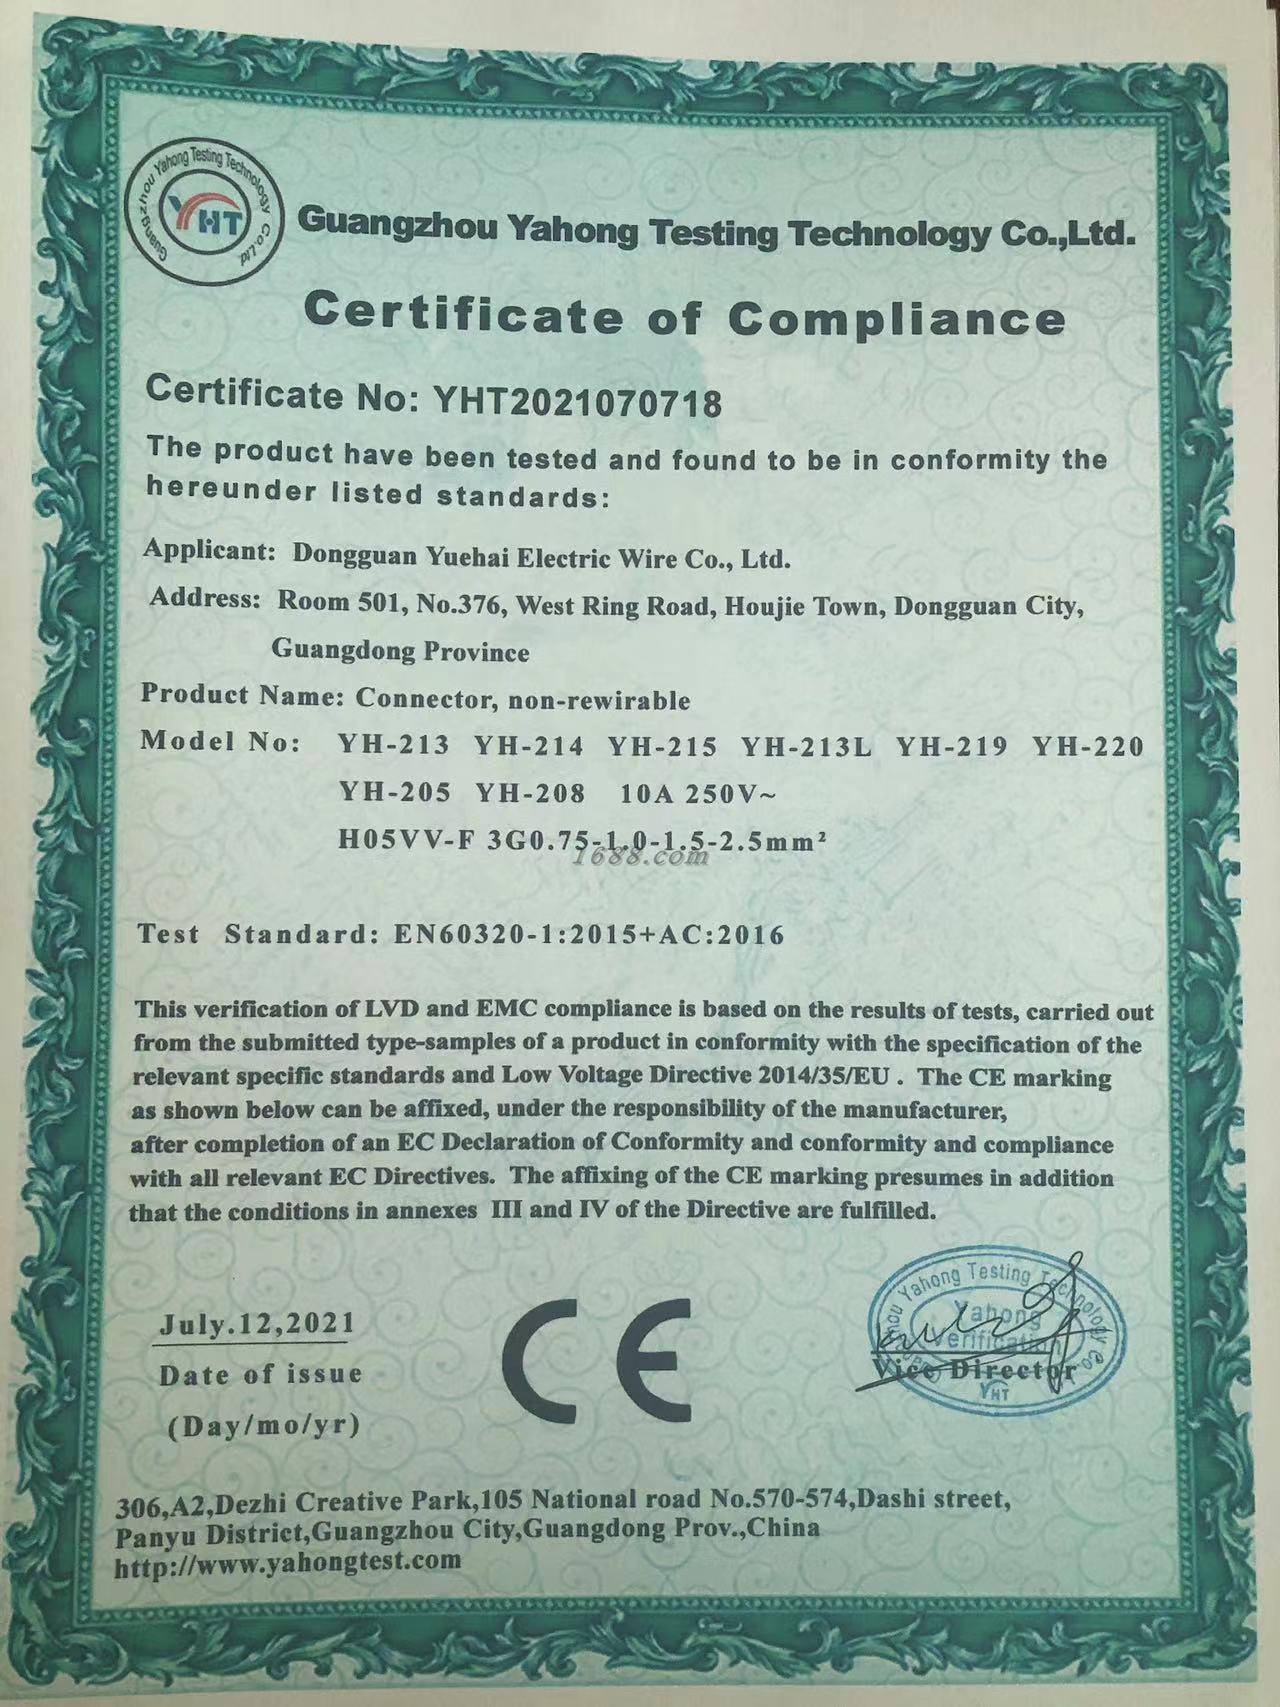 Guangzhou Yahong Testing Technology Co.,Ltd.
YHT
Guangzhou Yahong Testing Technology Co.,Ltd.
Certificate of Compliance
Certificate No: YHT2021070718
The product have been tested and found to be in conformity the
hereunder listed standards:
Applicant: Dongguan Yuehai Electric Wire Co., Ltd.
Address: Room 501, No.376, West Ring Road, Houjie Town, Dongguan City,
Guangdong Province
Product Name: Connector, non-rewirable
Model No: YH-213 YH-214 YH-215 YH-213L YH-219 YH-220
YH-205 YH-208 10A 250V~
H05VV-F 3G0.75-1.0-1.5-2.5mm²
1688.com
Test Standard: EN60320-1:2015+AC:2016
This verification of LVD and EMC compliance is based on the results of tests, carried out
from the submitted type-samples of a product in conformity with the specification of the
relevant specific standards and Low Voltage Directive 2014/35/EU . The CE marking
as shown below can be affixed, under the responsibility of the manufacturer,
after completion of an EC Declaration of Conformity and conformity and compliance
with all relevant EC Directives. The affixing of the CE marking presumes in addition
that the conditions in annexes III and IV of the Directive are fulfilled.
July.12,2021
Date of issue
(Day/mo/yr)
CE
Yahong Testing Technology Co.
Yahong
Verification
Vice Director
YHT
306,A2,Dezhi Creative Park,105 National road No.570-574,Dashi street,
Panyu District,Guangzhou City,Guangdong Prov.,China
http://www.yahongtest.com